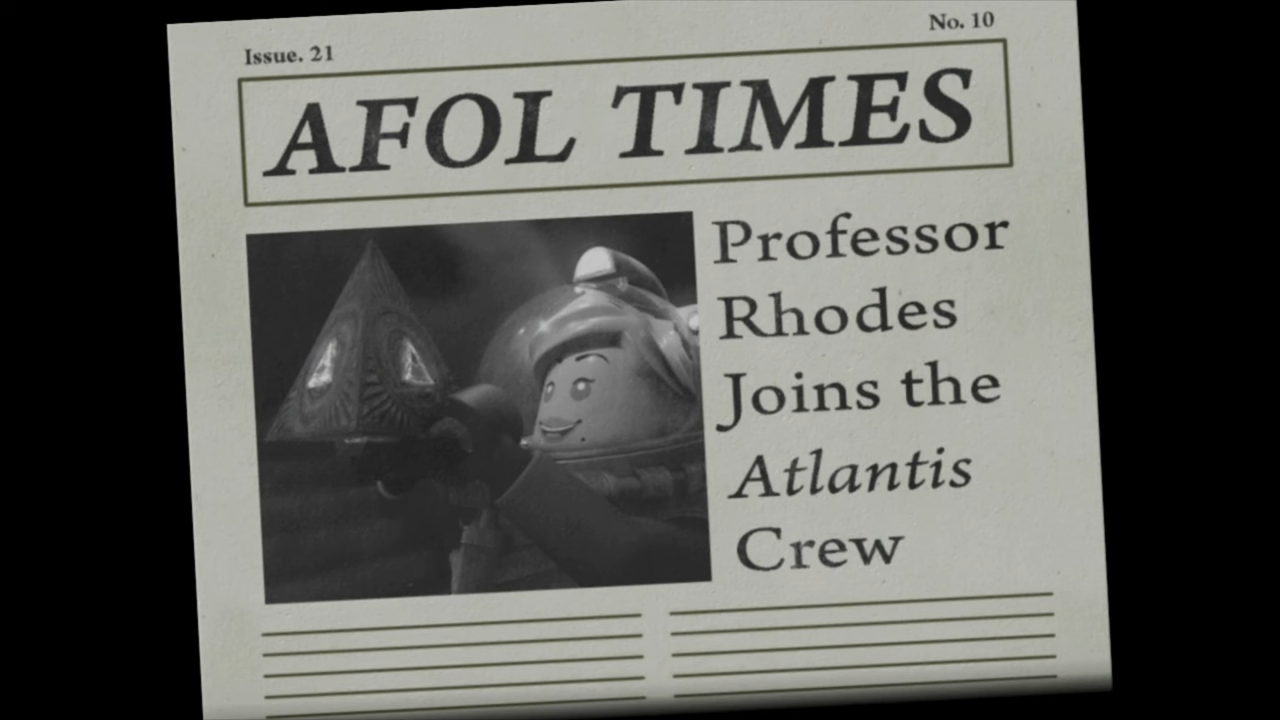 Issue. 21
No. 10
AFOL TIMES
Professor
Rhodes
Joins the
Atlantis
Crew